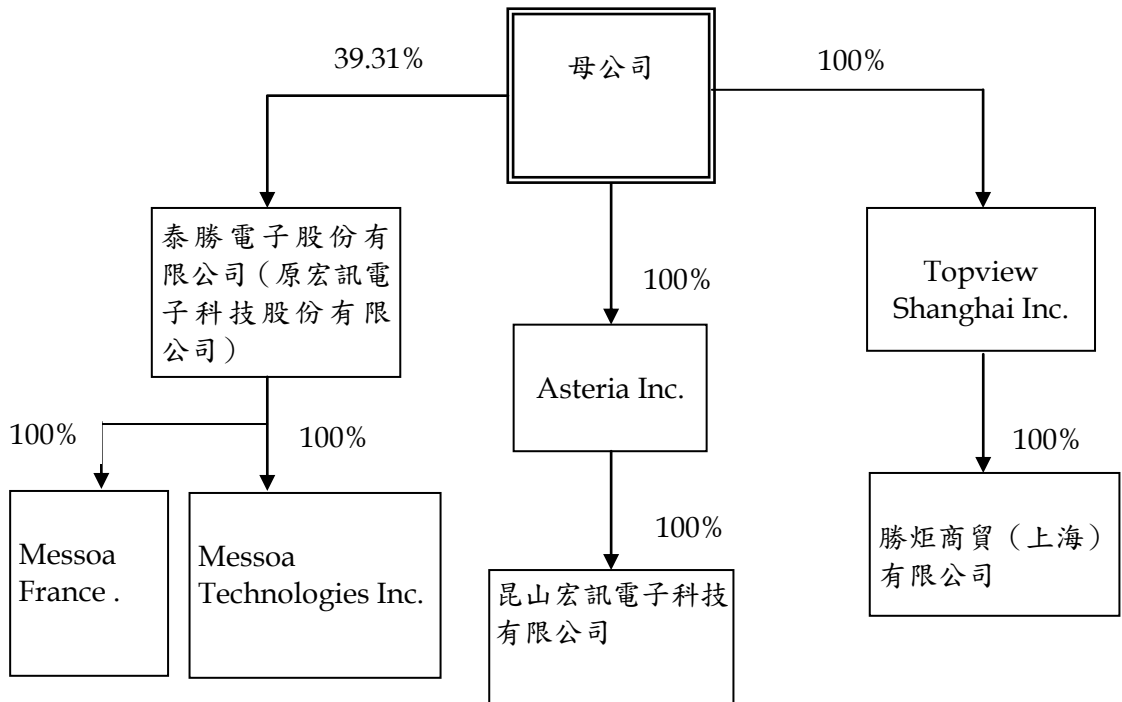 39.31%
母公司
100%
泰勝電子股份有
限公司（原宏訊電
子科技股份有限
公司）
100%
Topview
Shanghai Inc.
Asteria Inc.
100%
100%
100%
100%
Messoa
France .
Messoa
Technologies Inc.
昆山宏訊電子科技
有限公司
勝炬商貿（上海）
有限公司